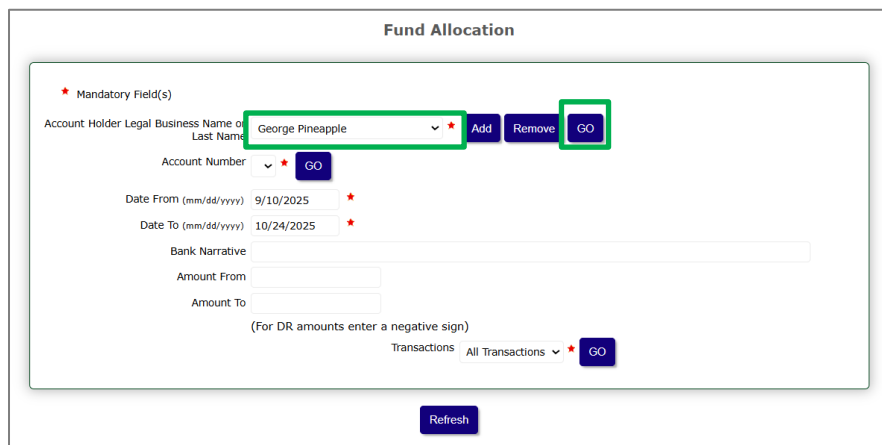 Fund Allocation
* Mandatory Field(s)
Account Holder Legal Business Name or
Last Name George Pineapple * Add Remove GO
Account Number * GO
Date From (mm/dd/yyyy) 9/10/2025 *
Date To (mm/dd/yyyy) 10/24/2025 *
Bank Narrative
Amount From
Amount To
(For DR amounts enter a negative sign)
Transactions All Transactions * GO
Refresh